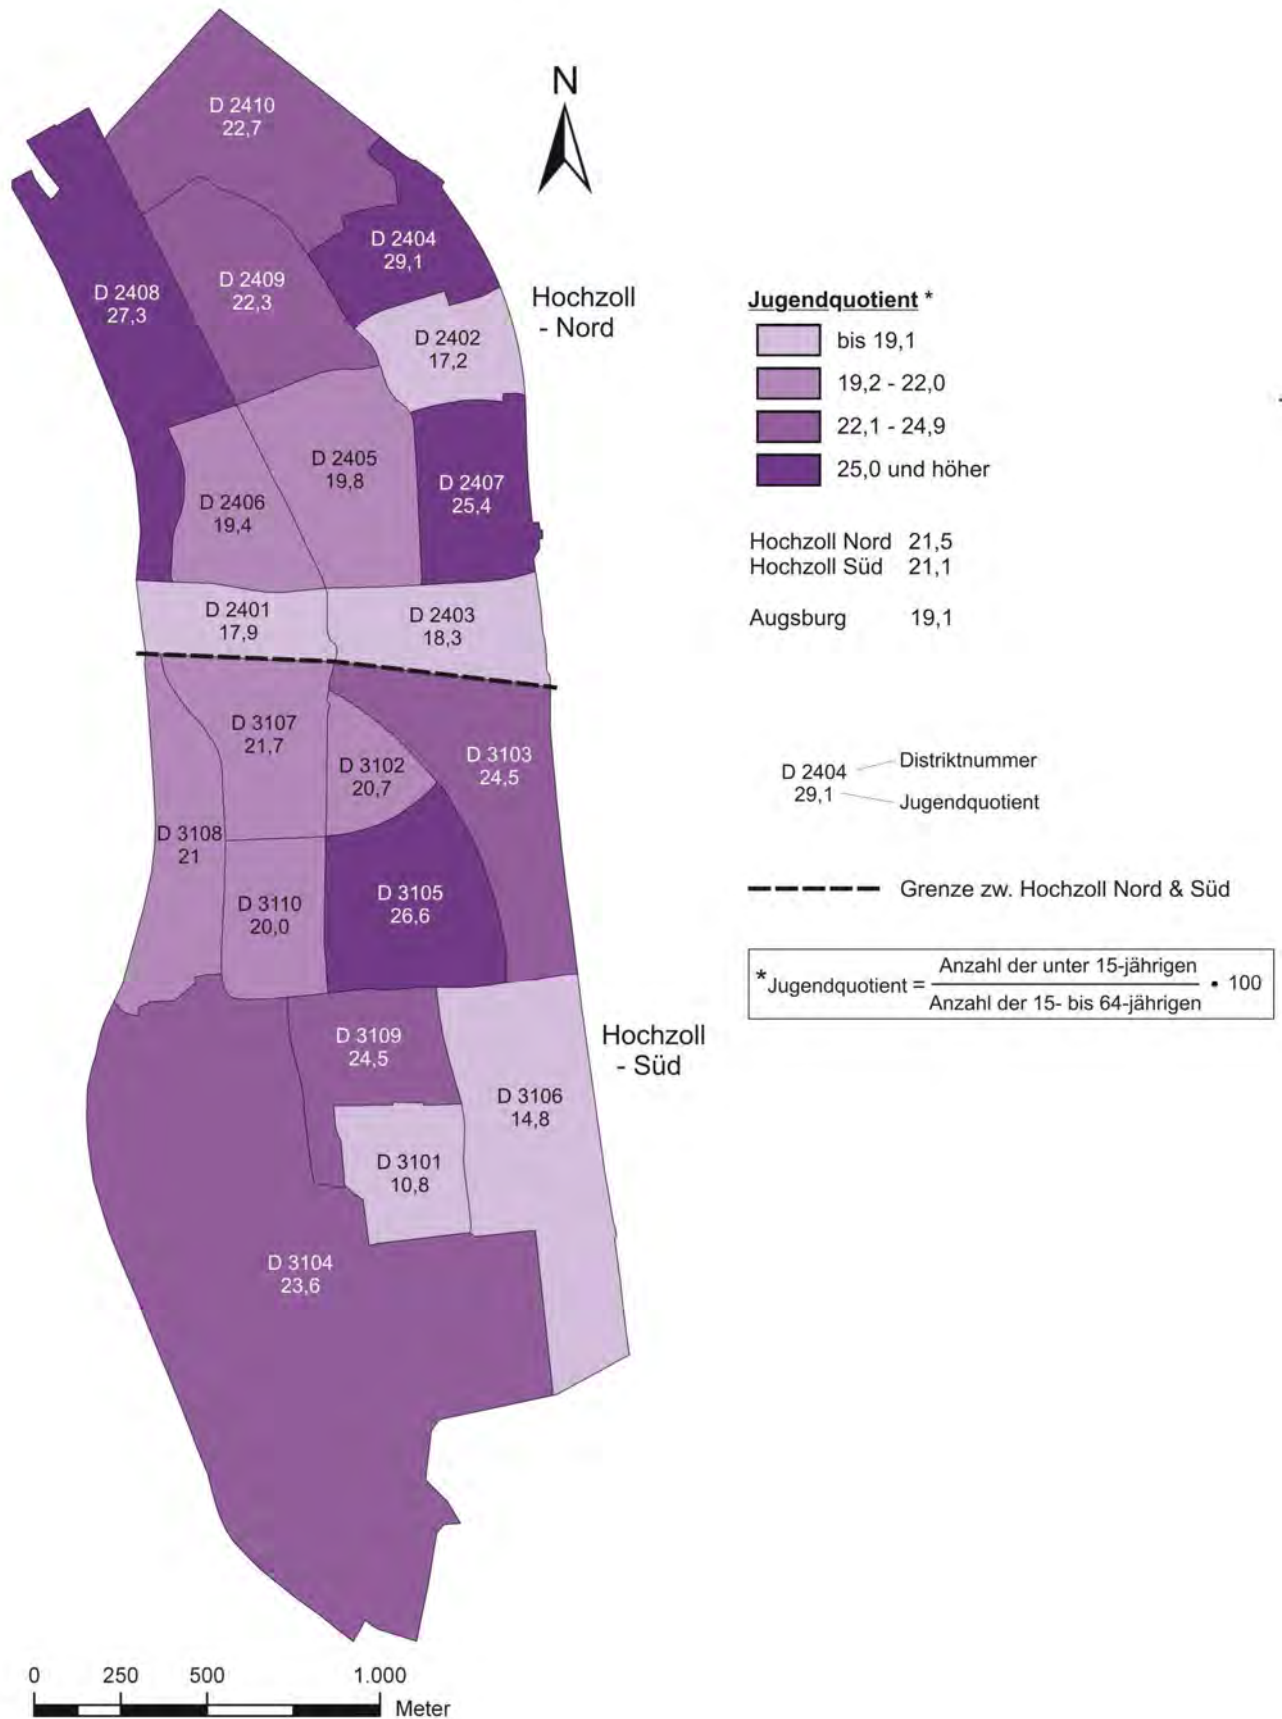 N
D 2410
22,7
D 2404
29,1
D 2409
22,3
D 2408
27,3
Hochzoll
- Nord
D 2402
17,2
D 2405
19,8
D 2407
25,4
D 2406
19,4
D 2401
17,9
D 2403
18,3
D 3107
21,7
D 3102
20,7
D 3103
24,5
D 3108
21
D 3110
20,0
D 3105
26,6
D 3109
24,5
Hochzoll
- Süd
D 3106
14,8
D 3101
10,8
D 3104
23,6
0 250 500 1.000
Meter
Jugendquotient *
bis 19,1
19,2 - 22,0
22,1 - 24,9
25,0 und höher
Hochzoll Nord 21,5
Hochzoll Süd 21,1
Augsburg 19,1
D 2404 Distriktnummer
29,1 Jugendquotient
Grenze zw. Hochzoll Nord & Süd
Anzahl der unter 15-jährigen
*Jugendquotient = • 100
Anzahl der 15- bis 64-jährigen